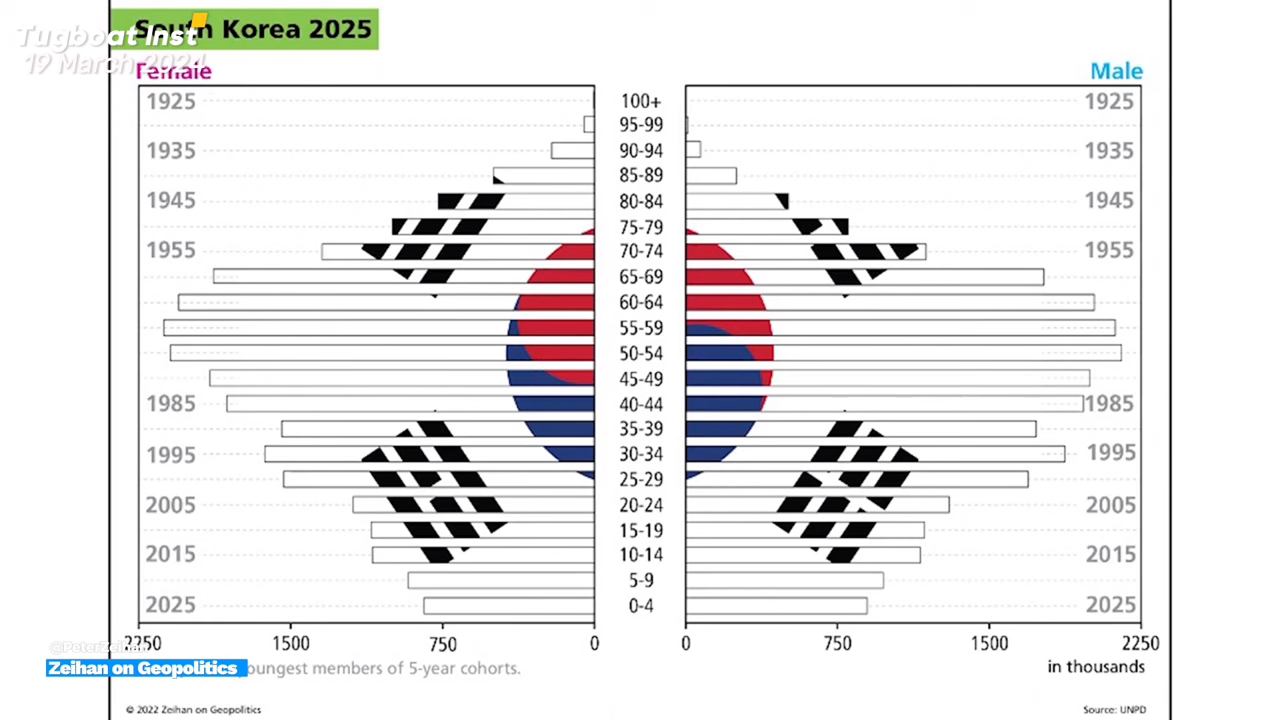 South Korea 2025
Tugboat Inst
19 March 2024
Female
Male
1925 100+ 1925
95-99
1935 90-94 1935
85-89
1945 80-84 1945
75-79
1955 70-74 1955
65-69
60-64
55-59
50-54
45-49
1985 40-44 1985
35-39
1995 30-34 1995
25-29
2005 20-24 2005
15-19
2015 10-14 2015
5-9
2025 0-4 2025
2250 1500 750 0 0 750 1500 2250
@PeterZeihan
Zeihan on Geopolitics
youngest members of 5-year cohorts.
in thousands
© 2022 Zeihan on Geopolitics
Source: UNPD